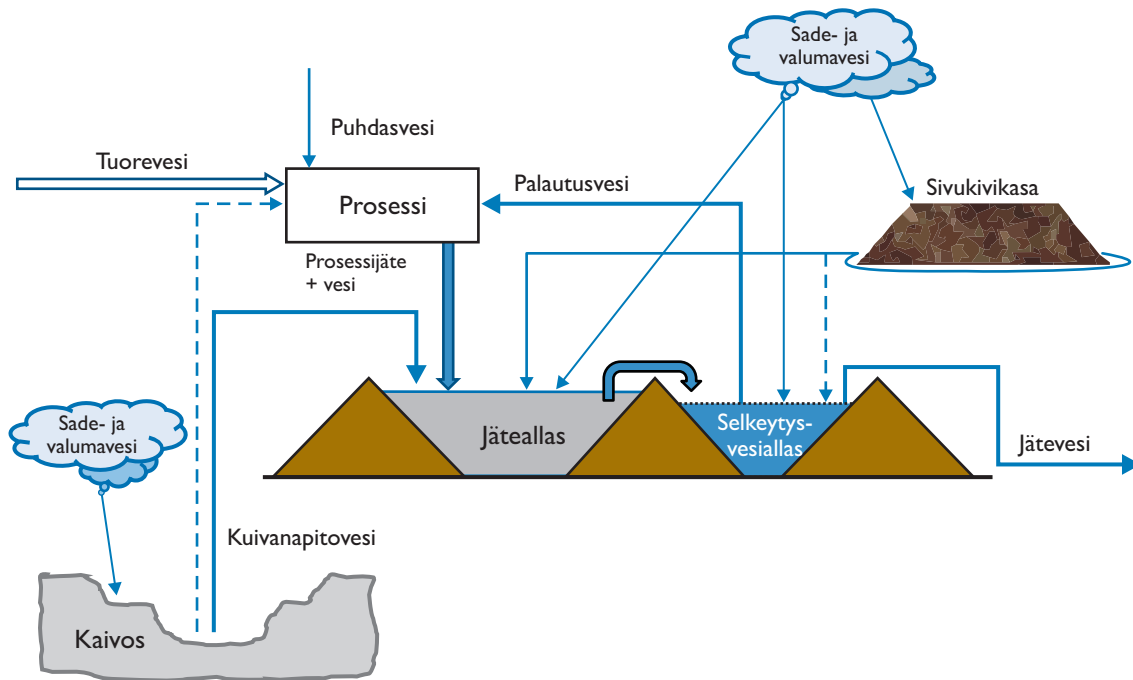 Sade- ja
valumavesi
Puhdasvesi
Tuorevesi
Palautusvesi
Sivukivikasa
Prosessi
Prosessijäte
+ vesi
Sade- ja
valumavesi
Jäteallas
Selkeytys-
vesiallas
Jätevesi
Kuivanapitovesi
Kaivos